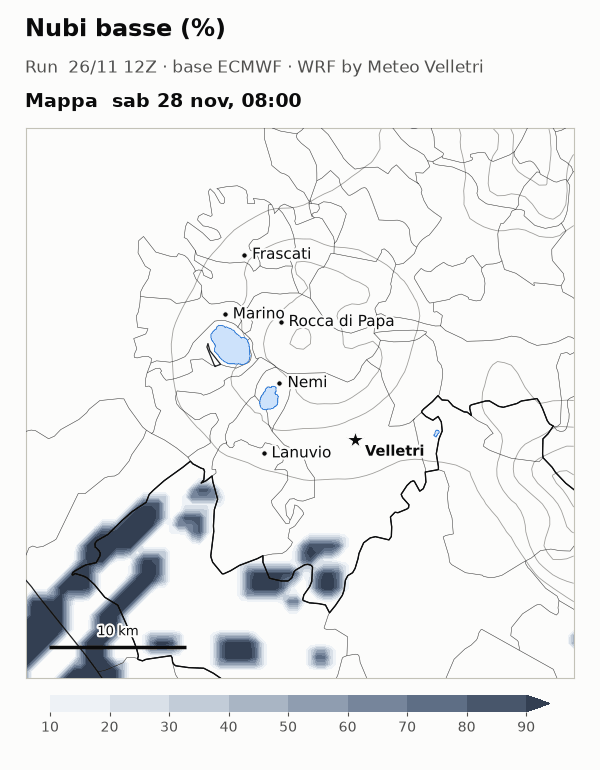 Nubi basse (%)
Run  26/11 12Z · base ECMWF · WRF by Meteo Velletri
Mappa  sab 28 nov, 08:00
Frascati
Marino
Rocca di Papa
Nemi
Velletri
Lanuvio
10 km
10 20 30 40 50 60 70 80 90